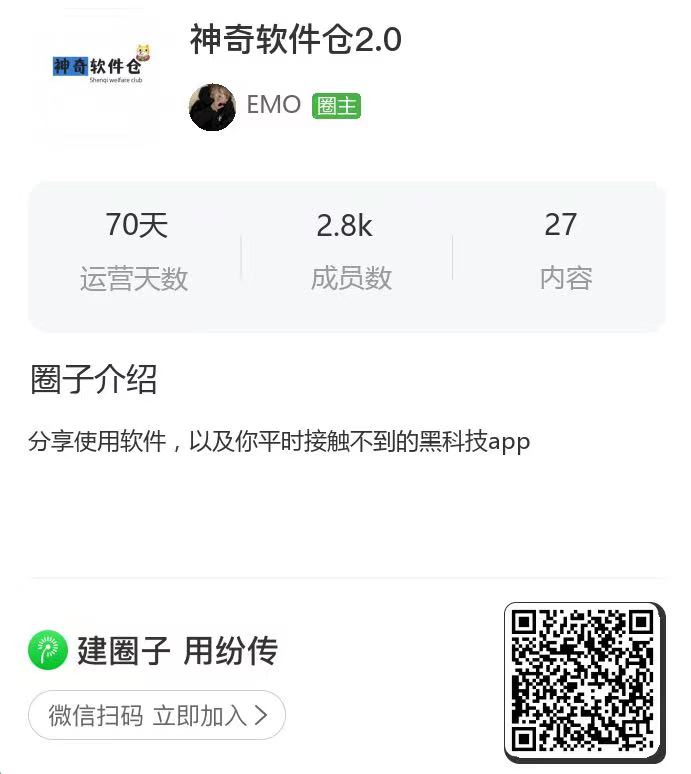 神奇软件仓2.0
神奇软件仓
Shenqi welfare club
EMO 圈主
70天 2.8k 27
运营天数 成员数 内容
圈子介绍
分享使用软件，以及你平时接触不到的黑科技app
建圈子 用纷传
微信扫码 立即加入